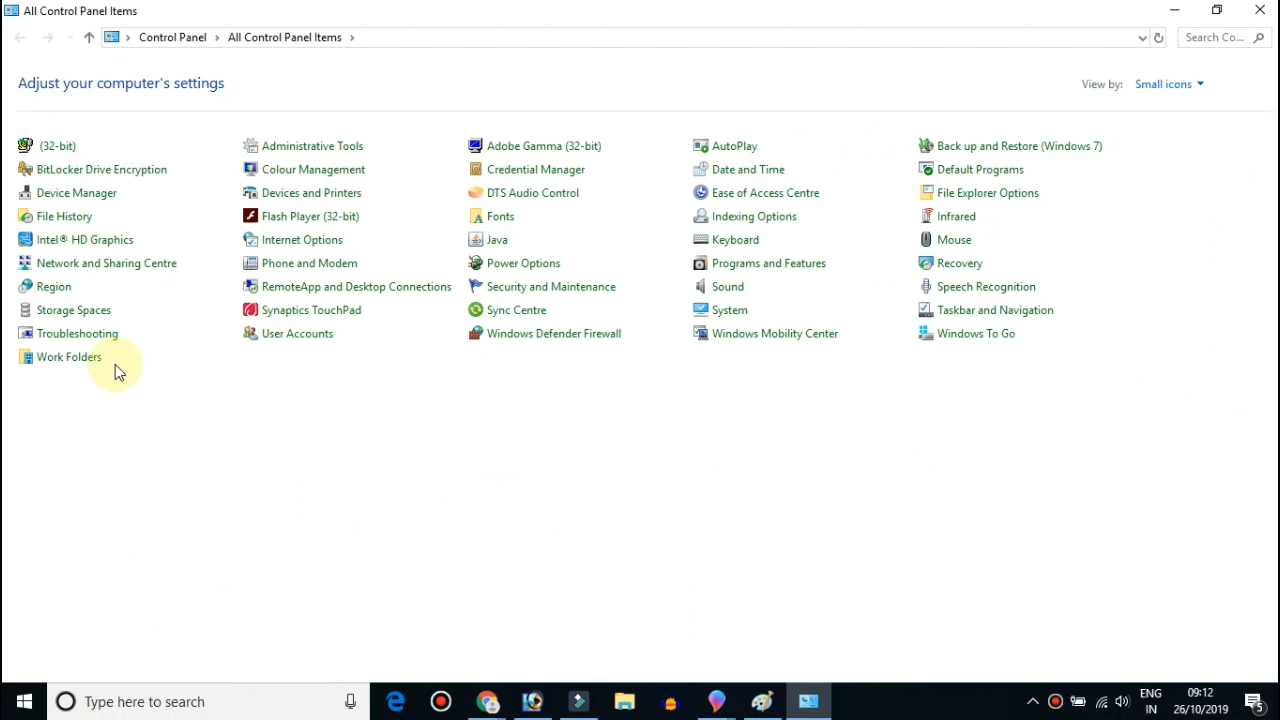 All Control Panel Items
Control Panel All Control Panel Items Search Co...
Adjust your computer's settings View by: Small icons
(32-bit) Administrative Tools Adobe Gamma (32-bit) AutoPlay Back up and Restore (Windows 7)
BitLocker Drive Encryption Colour Management Credential Manager Date and Time Default Programs
Device Manager Devices and Printers DTS Audio Control Ease of Access Centre File Explorer Options
File History Flash Player (32-bit) Fonts Indexing Options Infrared
Intel® HD Graphics Internet Options Java Keyboard Mouse
Network and Sharing Centre Phone and Modem Power Options Programs and Features Recovery
Region RemoteApp and Desktop Connections Security and Maintenance Sound Speech Recognition
Storage Spaces Synaptics TouchPad Sync Centre System Taskbar and Navigation
Troubleshooting User Accounts Windows Defender Firewall Windows Mobility Center Windows To Go
Work Folders
Type here to search ENG 09:12
IN 26/10/2019 5